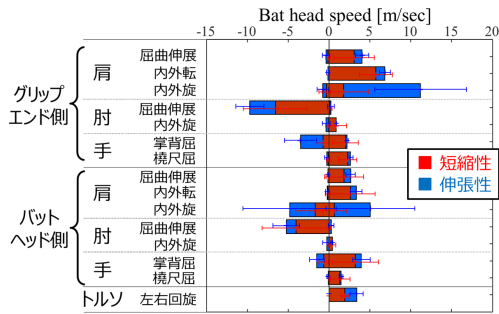 Bat head speed [m/sec]
-15 -10 -5 0 5 10 15 20
グリップ
エンド側
肩
屈曲伸展
内外転
内外旋
肘
屈曲伸展
内外旋
手
掌背屈
橈尺屈
バット
ヘッド側
肩
屈曲伸展
内外転
内外旋
肘
屈曲伸展
内外旋
手
掌背屈
橈尺屈
トルソ 左右回旋
短縮性
伸張性